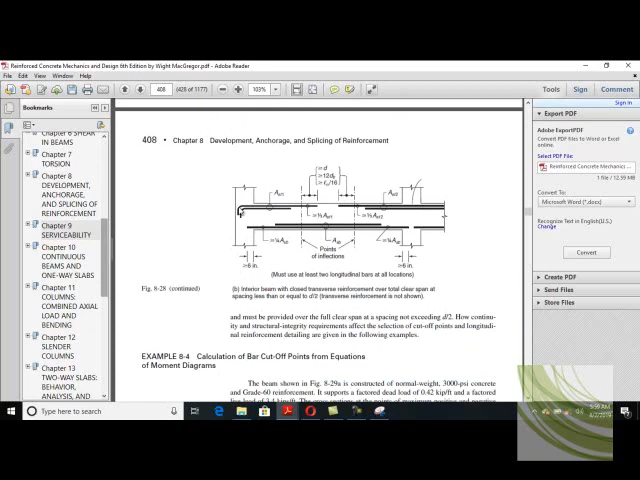 Reinforced Concrete Mechanics and Design 6th Edition by Wight MacGregor.pdf - Adobe Reader
File Edit View Window Help
408 (428 of 1177) 103% Tools Sign Comment
Sign In
Bookmarks
Chapter 6 SHEAR
IN BEAMS
Chapter 7
TORSION
Chapter 8
DEVELOPMENT,
ANCHORAGE,
AND SPLICING OF
REINFORCEMENT
Chapter 9
SERVICEABILITY
Chapter 10
CONTINUOUS
BEAMS AND
ONE-WAY SLABS
Chapter 11
COLUMNS:
COMBINED AXIAL
LOAD AND
BENDING
Chapter 12
SLENDER
COLUMNS
Chapter 13
TWO-WAY SLABS:
BEHAVIOR,
ANALYSIS, AND
408 • Chapter 8 Development, Anchorage, and Splicing of Reinforcement
Points
of inflections
>6 in. >6 in.
(Must use at least two longitudinal bars at all locations)
Fig. 8-28 (continued) (b) Interior beam with closed transverse reinforcement over total clear span at
spacing less than or equal to d/2 (transverse reinforcement is not shown).
and must be provided over the full clear span at a spacing not exceeding d/2. How continu-
ity and structural-integrity requirements affect the selection of cut-off points and longitudi-
nal reinforcement detailing are given in the following examples.
EXAMPLE 8-4 Calculation of Bar Cut-Off Points from Equations
of Moment Diagrams
The beam shown in Fig. 8-29a is constructed of normal-weight, 3000-psi concrete
and Grade-60 reinforcement. It supports a factored dead load of 0.42 kip/ft and a factored
Export PDF
Adobe ExportPDF
Convert PDF files to Word or Excel
online.
Select PDF File:
Reinforced Concrete Mechanics ...
1 file / 12.59 MB
Convert To:
Microsoft Word (*.docx)
Recognize Text in English(U.S.)
Change
Convert
Create PDF
Send Files
Store Files
Type here to search
5:59 AM